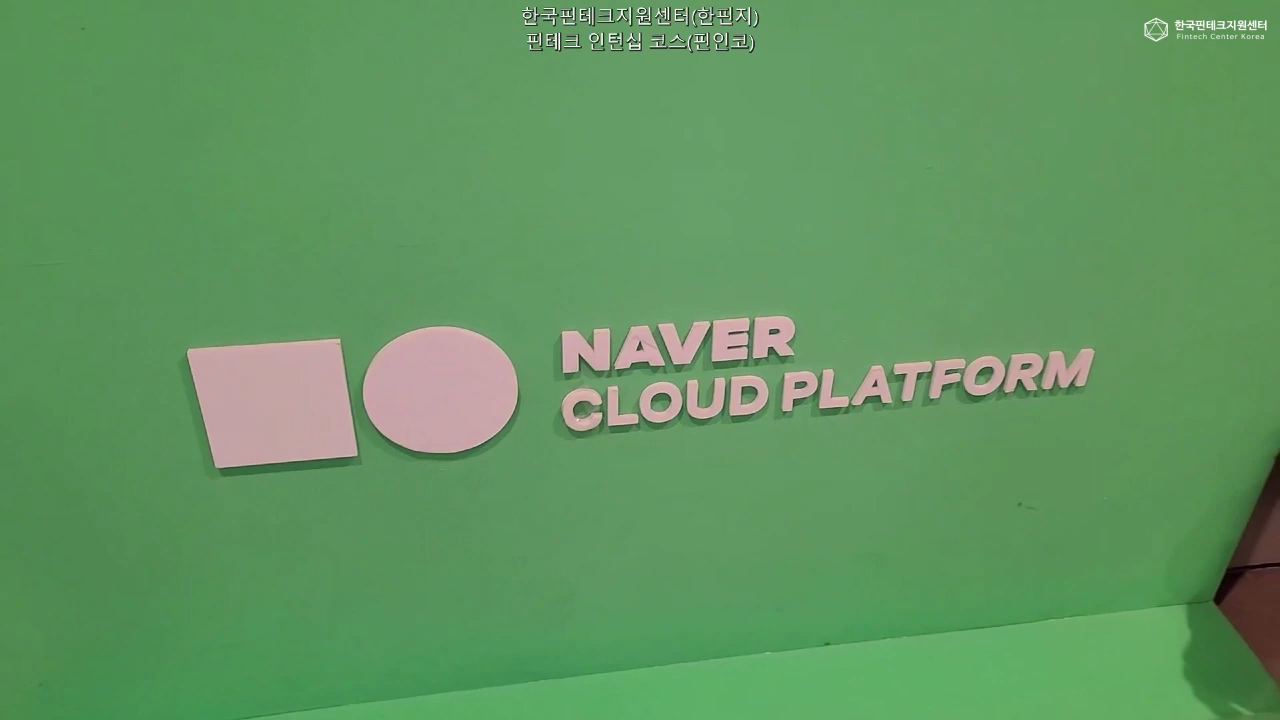 한국핀테크지원센터(한핀지)
핀테크 인턴십 코스(핀인코)
한국핀테크지원센터
Fintech Center Korea
NAVER
CLOUD PLATFORM